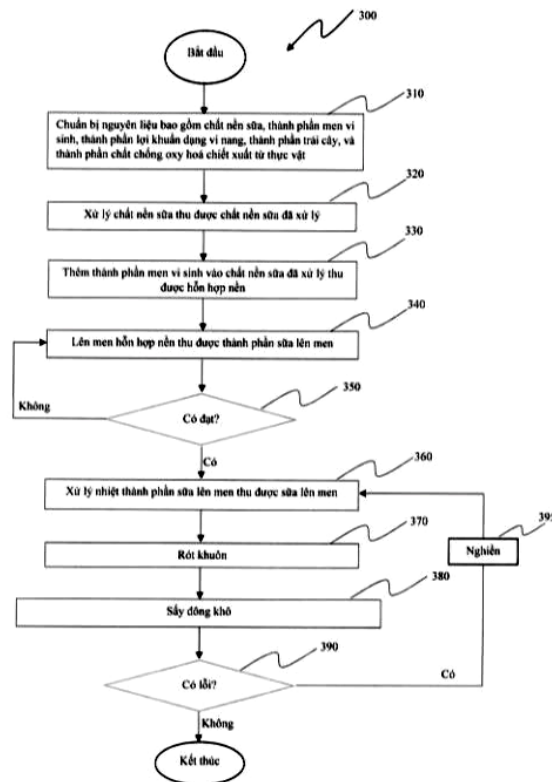 300
Bắt đầu
310
Chuẩn bị nguyên liệu bao gồm chất nền sữa, thành phần men vi
sinh, thành phần lợi khuẩn dạng vi nang, thành phần trái cây, và
thành phần chất chống oxy hoá chiết xuất từ thực vật
320
Xử lý chất nền sữa thu được chất nền sữa đã xử lý
330
Thêm thành phần men vi sinh vào chất nền sữa đã xử lý thu
được hỗn hợp nền
340
Lên men hỗn hợp nền thu được thành phần sữa lên men
350
Không
Có đạt?
Có
360
Xử lý nhiệt thành phần sữa lên men thu được sữa lên men
370
395
Nghiền
Rót khuôn
380
Sấy đông khô
390
Có lỗi?
Có
Không
Kết thúc